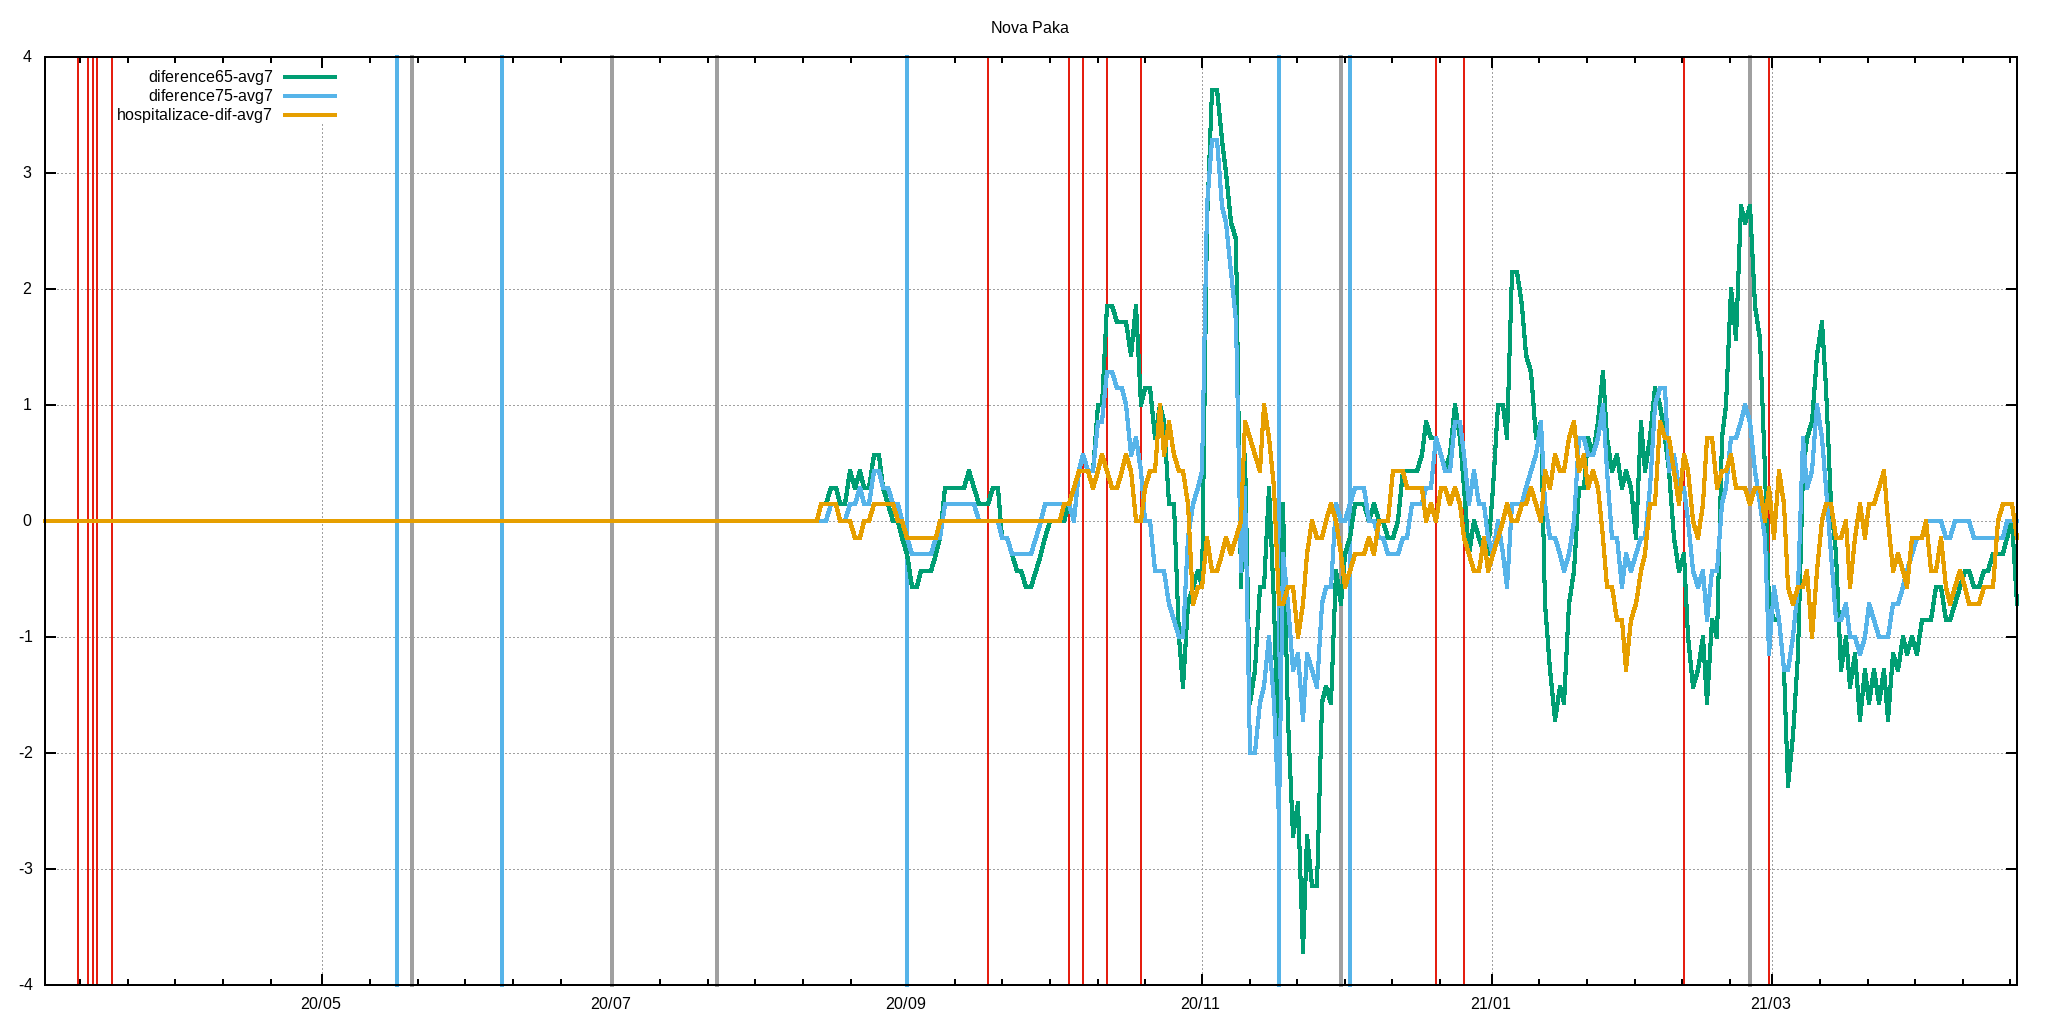 Nova Paka
diference65-avg7
diference75-avg7
hospitalizace-dif-avg7
4
3
2
1
0
-1
-2
-3
-4
20/05 20/07 20/09 20/11 21/01 21/03